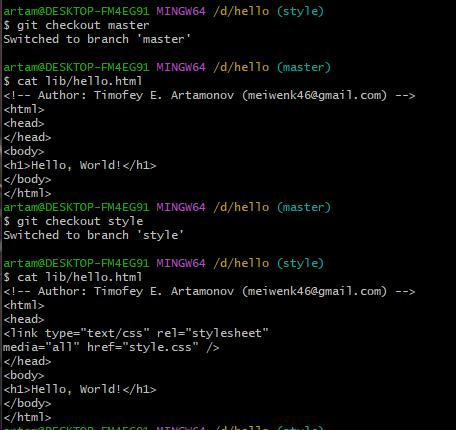 artam@DESKTOP-FM4EG91 MINGW64 /d/hello (style)
$ git checkout master
Switched to branch 'master'
artam@DESKTOP-FM4EG91 MINGW64 /d/hello (master)
$ cat lib/hello.html
<!-- Author: Timofey E. Artamonov (meiwenk46@gmail.com) -->
<html>
<head>
</head>
<body>
<h1>Hello, World!</h1>
</body>
</html>
artam@DESKTOP-FM4EG91 MINGW64 /d/hello (master)
$ git checkout style
Switched to branch 'style'
artam@DESKTOP-FM4EG91 MINGW64 /d/hello (style)
$ cat lib/hello.html
<!-- Author: Timofey E. Artamonov (meiwenk46@gmail.com) -->
<html>
<head>
<link type="text/css" rel="stylesheet"
media="all" href="style.css" />
</head>
<body>
<h1>Hello, World!</h1>
</body>
</html>
artam@DESKTOP-FM4EG91 MINGW64 /d/hello (style)